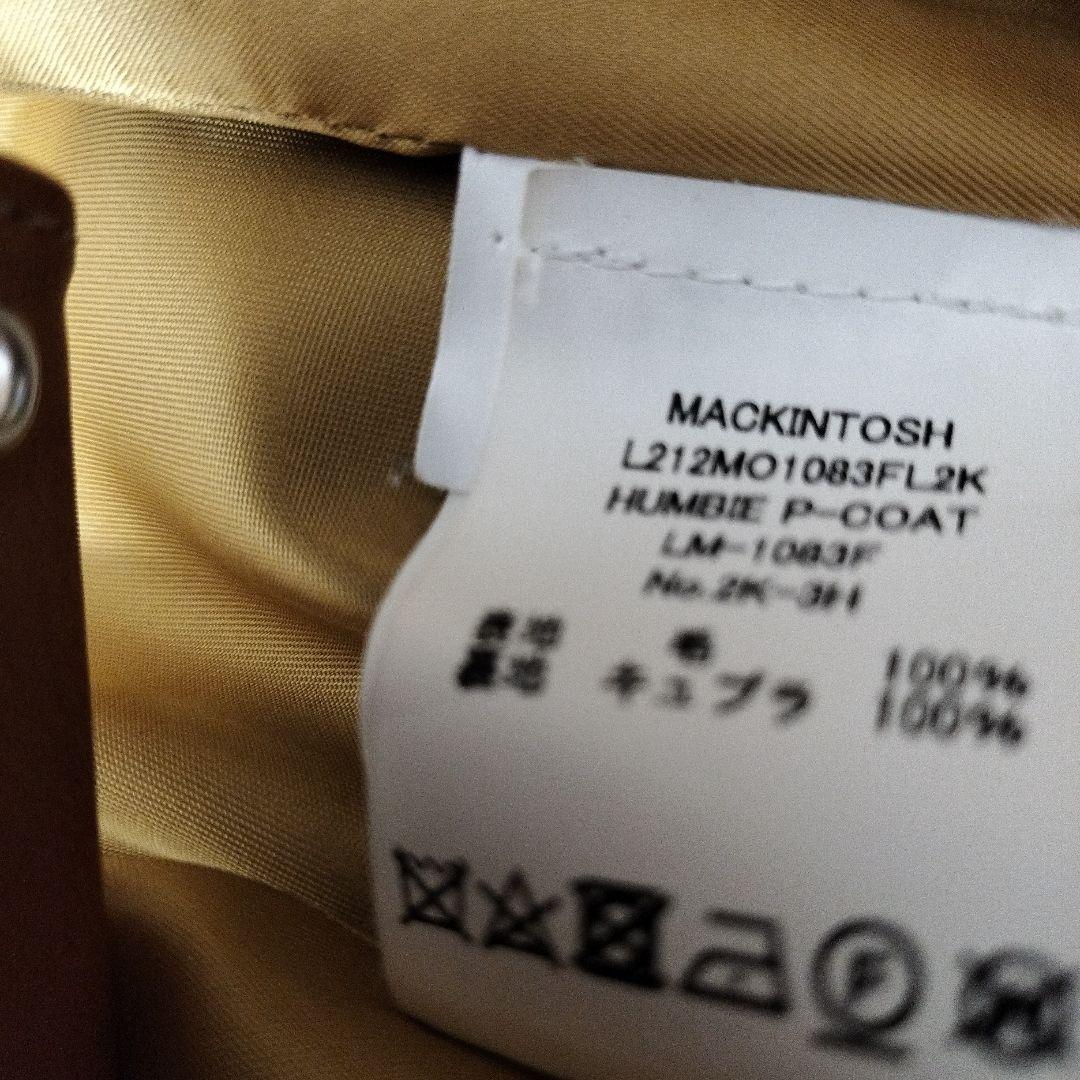 MACKINTOSH
L212MO1083FL2K
HUMBIE P-COAT
LM-1083F
No.2K-3H
表地 毛 100%
裏地 キュプラ 100%
F